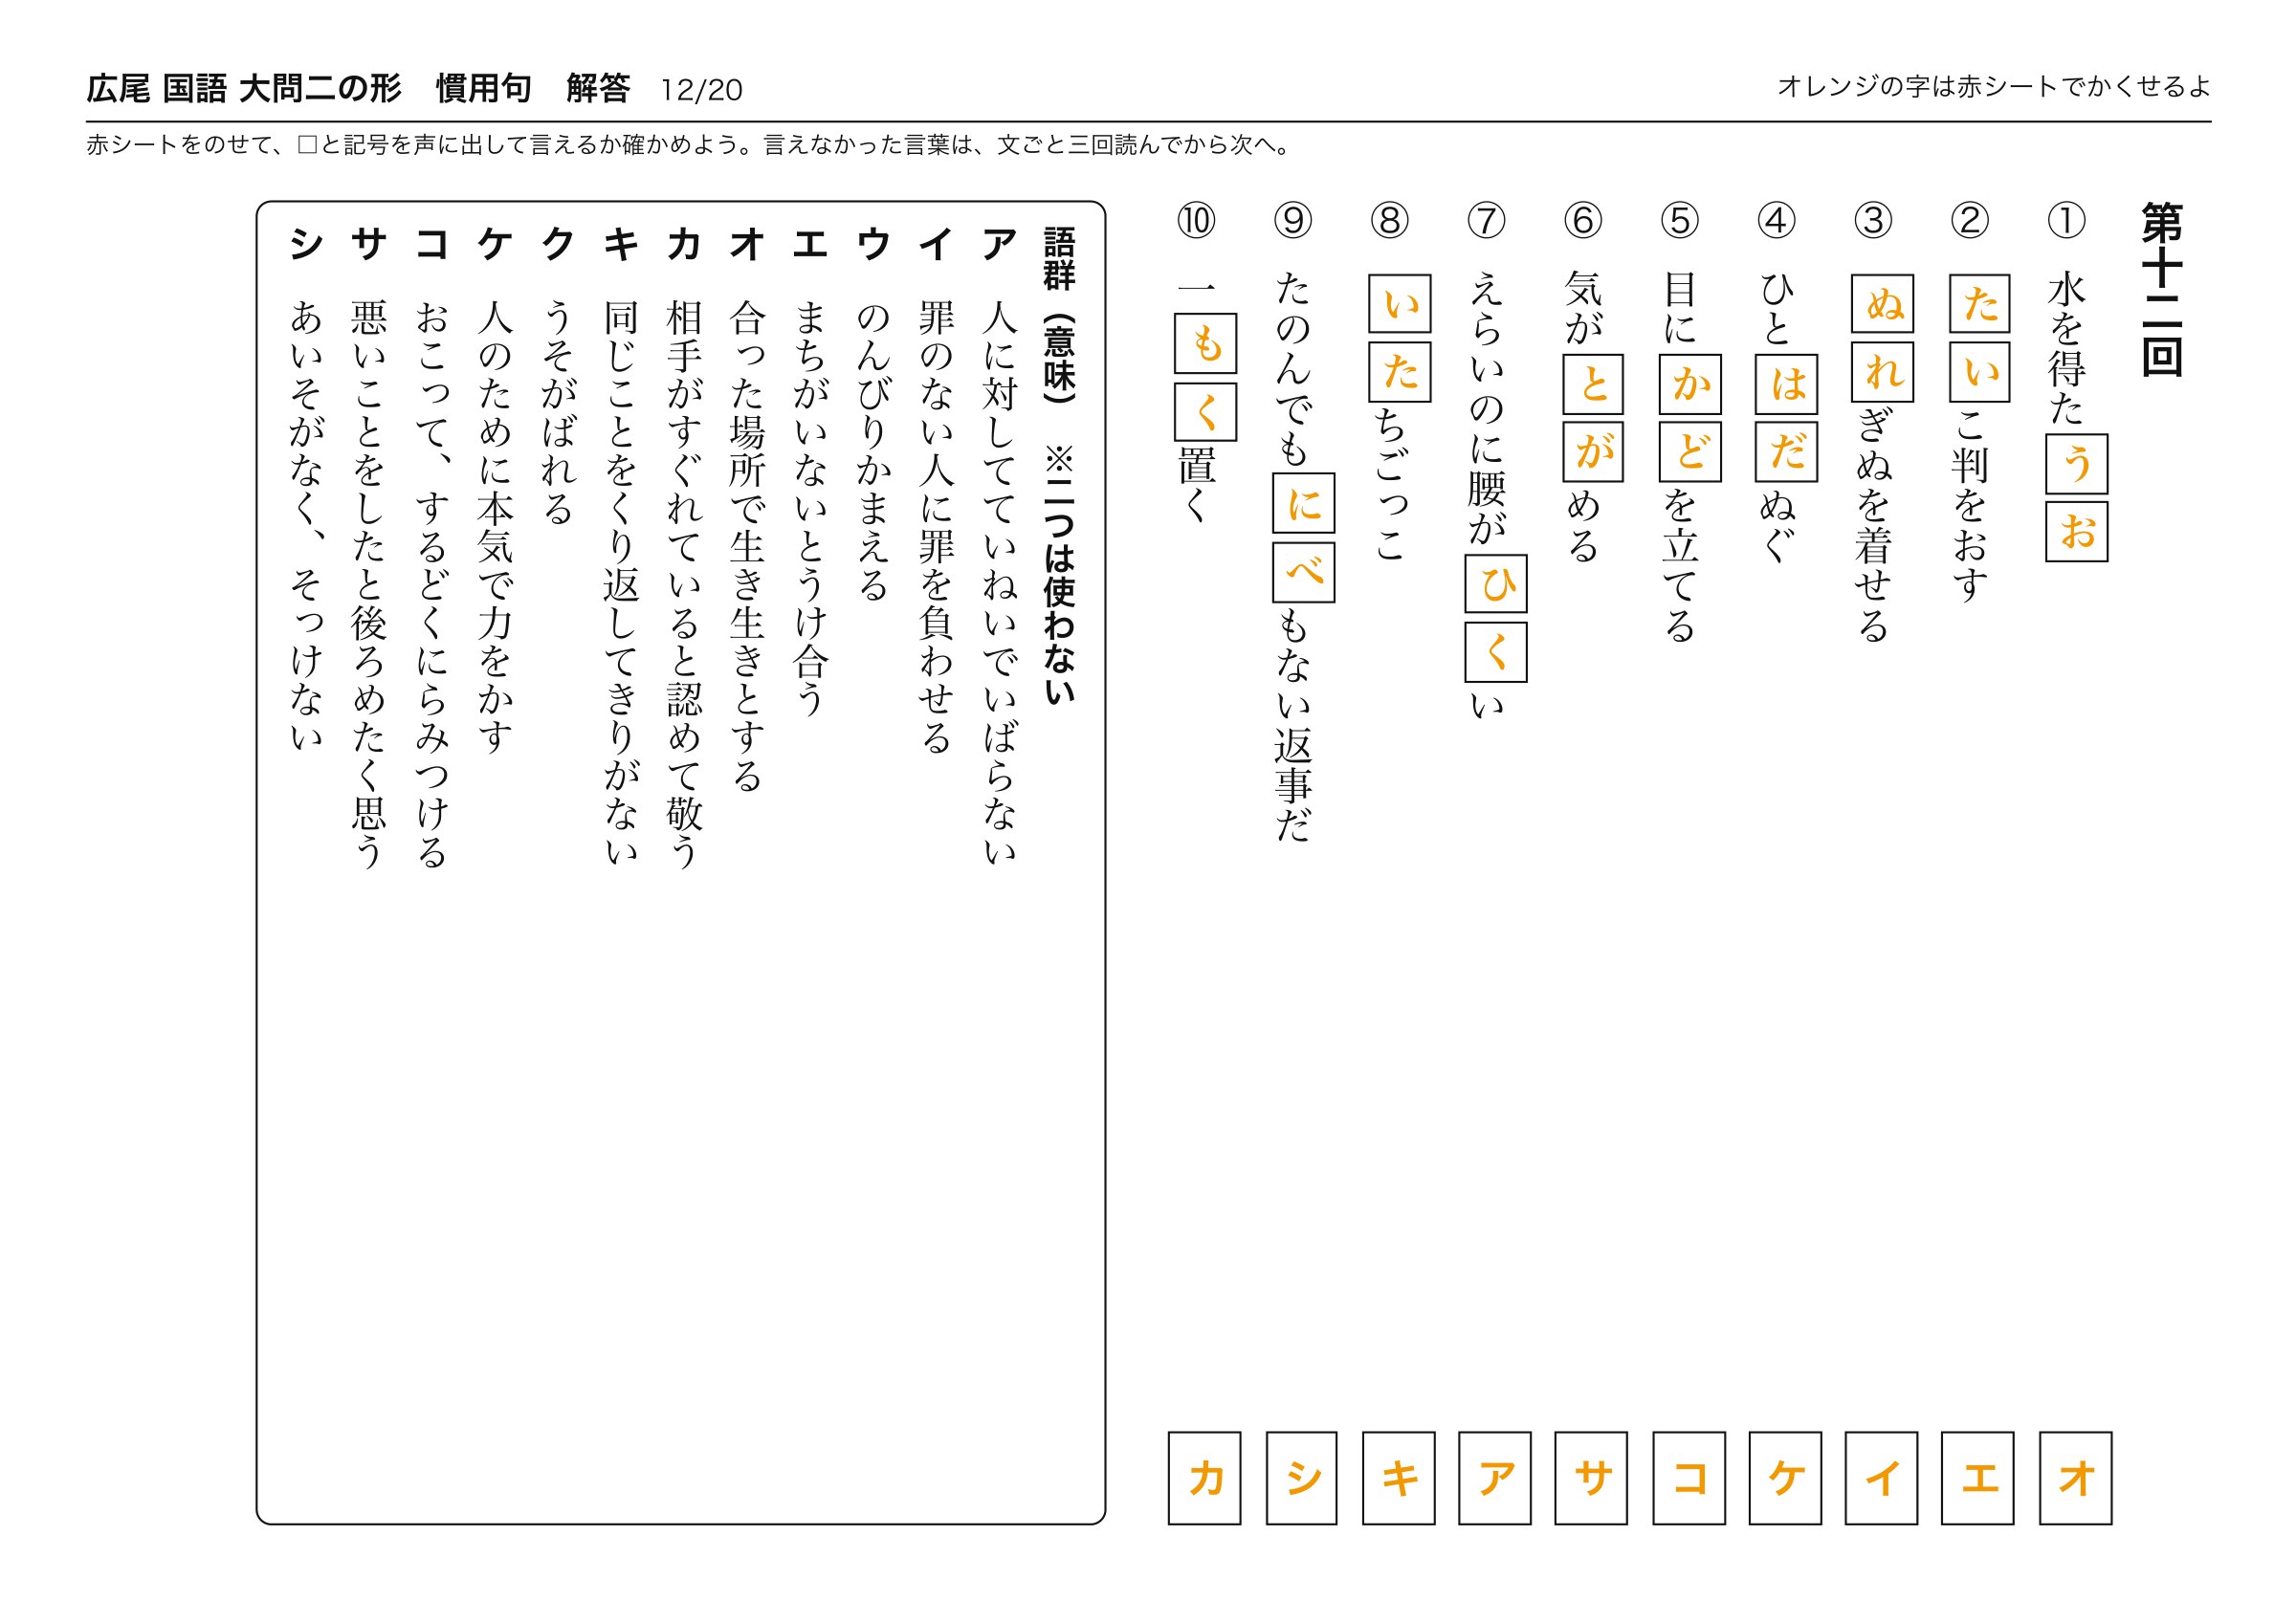 広尾 国語 大問二の形　慣用句　解答　12/20
オレンジの字は赤シートでかくせるよ
赤シートをのせて、□と記号を声に出して言えるか確かめよう。言えなかった言葉は、文ごと三回読んでから次へ。
第十二回
① 水を得たうお　オ
② たいこ判をおす　エ
③ ぬれぎぬを着せる　イ
④ ひとはだぬぐ　ケ
⑤ 目にかどを立てる　コ
⑥ 気がとがめる　サ
⑦ えらいのに腰がひくい　ア
⑧ いたちごっこ　キ
⑨ たのんでもにべもない返事だ　シ
⑩ 一もく置く　カ
語群（意味）　※二つは使わない
ア　人に対してていねいでいばらない
イ　罪のない人に罪を負わせる
ウ　のんびりかまえる
エ　まちがいないとうけ合う
オ　合った場所で生き生きとする
カ　相手がすぐれていると認めて敬う
キ　同じことをくり返してきりがない
ク　うそがばれる
ケ　人のために本気で力をかす
コ　おこって、するどくにらみつける
サ　悪いことをしたと後ろめたく思う
シ　あいそがなく、そっけない